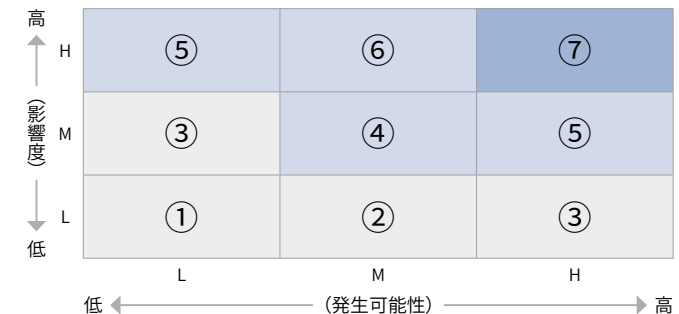 高
H ⑤ ⑥ ⑦
（影響度）
M ③ ④ ⑤
L ① ② ③
低
L M H
低 （発生可能性） 高